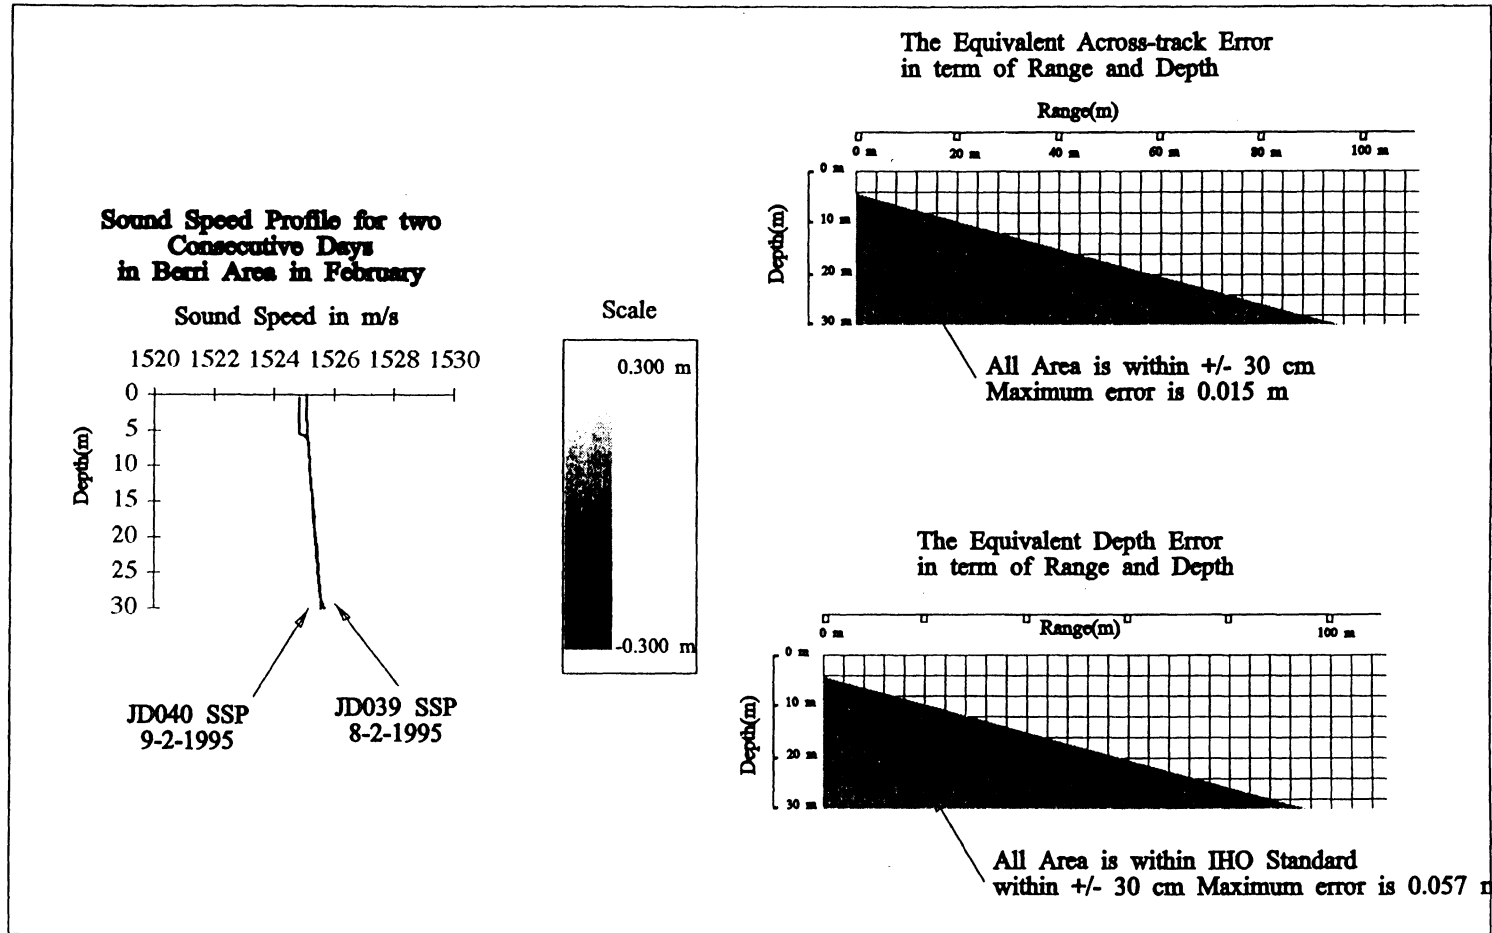 The Equivalent Across-track Error
in term of Range and Depth
Range(m)
0 m 20 m 40 m 60 m 80 m 100 m
0 m
10 m
20 m
30 m
Depth(m)
All Area is within +/- 30 cm
Maximum error is 0.015 m
Sound Speed Profile for two
Consecutive Days
in Berri Area in February
Sound Speed in m/s
1520 1522 1524 1526 1528 1530
0
5
10
15
20
25
30
Depth(m)
JD040 SSP
9-2-1995
JD039 SSP
8-2-1995
Scale
0.300 m
-0.300 m
The Equivalent Depth Error
in term of Range and Depth
Range(m)
0 m 100 m
0 m
10 m
20 m
30 m
Depth(m)
All Area is within IHO Standard
within +/- 30 cm Maximum error is 0.057